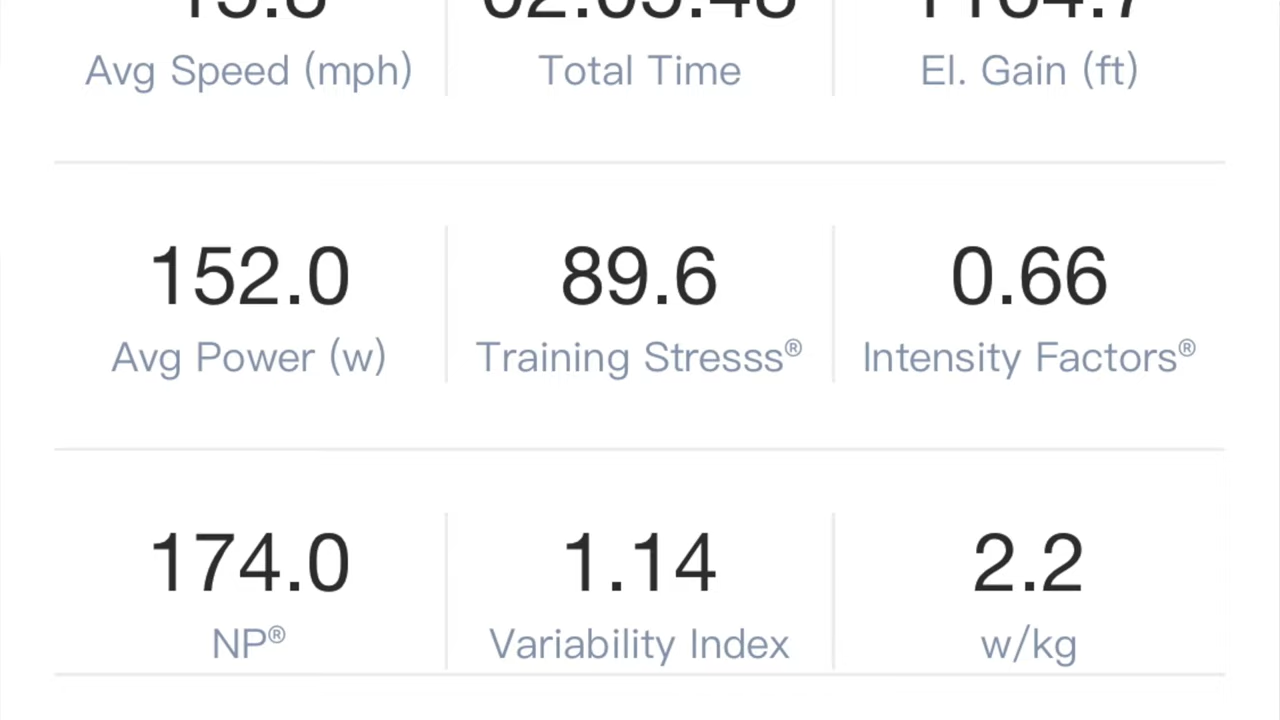 Avg Speed (mph) Total Time El. Gain (ft)
152.0 89.6 0.66
Avg Power (w) Training Stresss® Intensity Factors®
174.0 1.14 2.2
NP® Variability Index w/kg